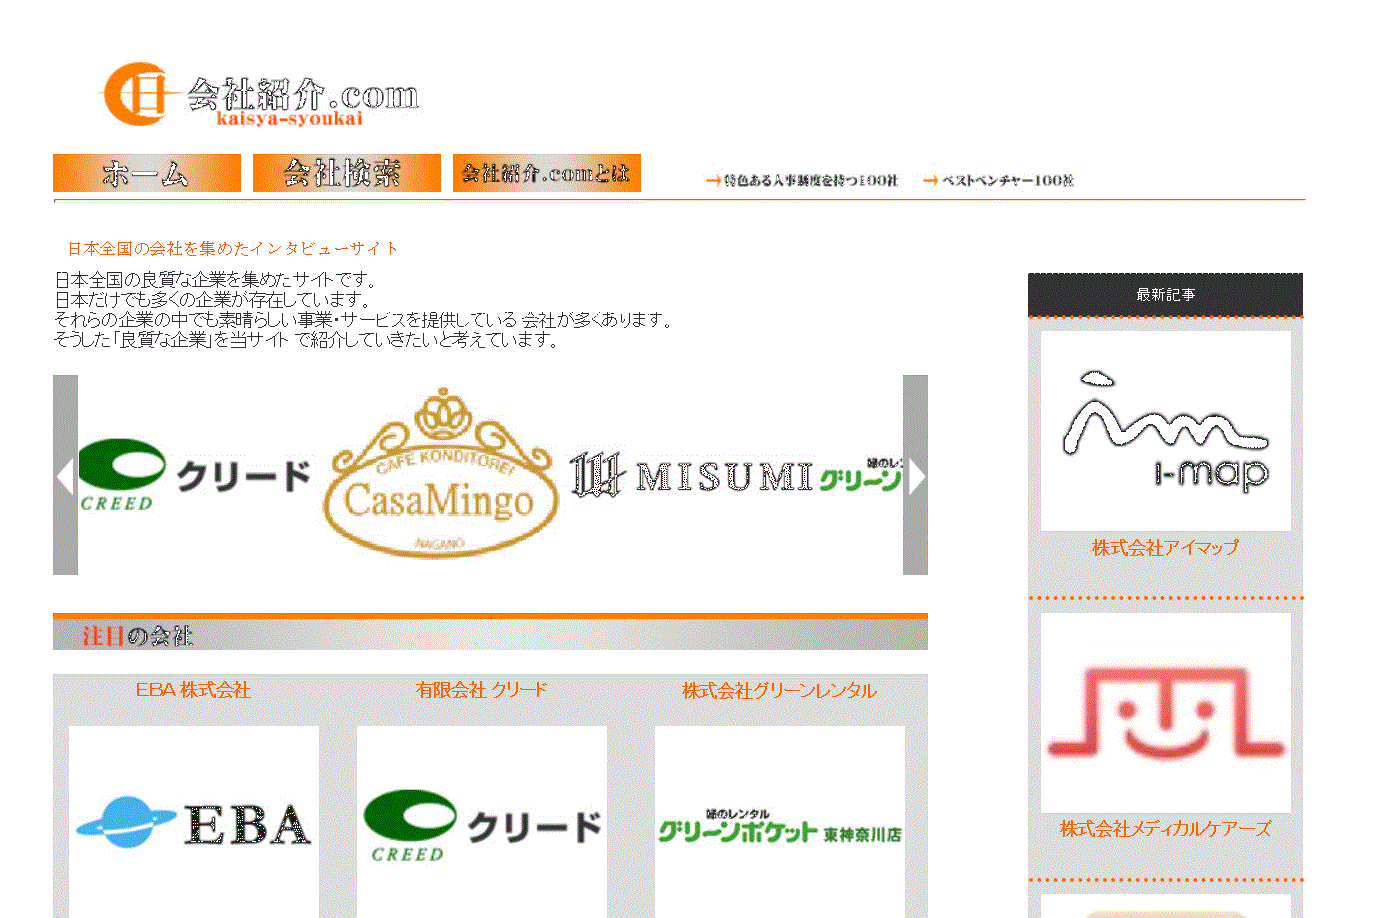 会社紹介.com
kaisya-syoukai
ホーム
会社検索
会社紹介.comとは
特色ある人事制度を持つ100社
ベストベンチャー100社
日本全国の会社を集めたインタビューサイト
日本全国の良質な企業を集めたサイトです。
日本だけでも多くの企業が存在しています。
それらの企業の中でも素晴らしい事業・サービスを提供している 会社が多くあります。
そうした「良質な企業」を当サイト で紹介していきたいと考えています。
CREED
クリード
CAFE KONDITOREI
CasaMingo
NAGANO
MISUMI
緑のレン
グリーン
注目の会社
EBA 株式会社
有限会社 クリード
株式会社グリーンレンタル
EBA
CREED
クリード
緑のレンタル
グリーンポケット 東神奈川店
最新記事
i-map
株式会社アイマップ
株式会社メディカルケアーズ